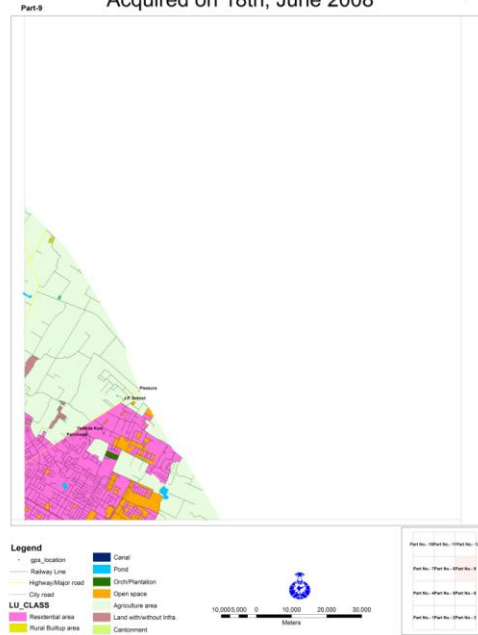 Acquired on 18th, June 2008
Part-9
Pleasure
J.P. School
Legend
gps_location
Railway Line
Highway/Major road
City road
LU_CLASS
Residential area
Rural Builtup area
Canal
Pond
Orch/Plantation
Open space
Agriculture area
Land with/without Infra.
Cantonment
10,0005,000 0 10,000 20,000 30,000
Meters